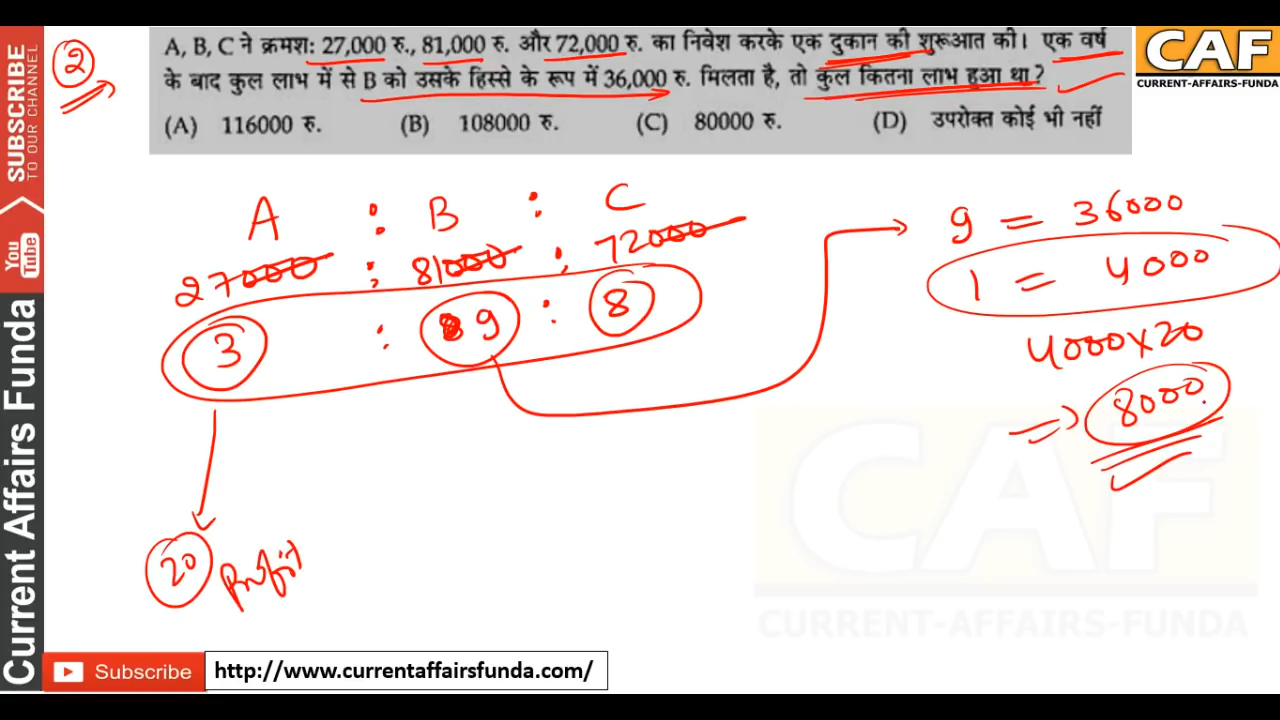 A, B, C ने क्रमश: 27,000 रु., 81,000 रु. और 72,000 रु. का निवेश करके एक दुकान की शुरूआत की। एक वर्ष
के बाद कुल लाभ में से B को उसके हिस्से के रूप में 36,000 रु. मिलता है, तो कुल कितना लाभ हुआ था?
(A) 116000 रु. (B) 108000 रु. (C) 80000 रु. (D) उपरोक्त कोई भी नहीं
2
CAF
CURRENT-AFFAIRS-FUNDA
SUBSCRIBE
TO OUR CHANNEL
You
Tube
Current Affairs Funda
A : B : C
27000 : 81000 : 72000
3 : 9 : 8
20 Profit
9 = 36000
1 = 4000
4000x20
⇒ 8000
CAF
CURRENT-AFFAIRS-FUNDA
Subscribe
http://www.currentaffairsfunda.com/